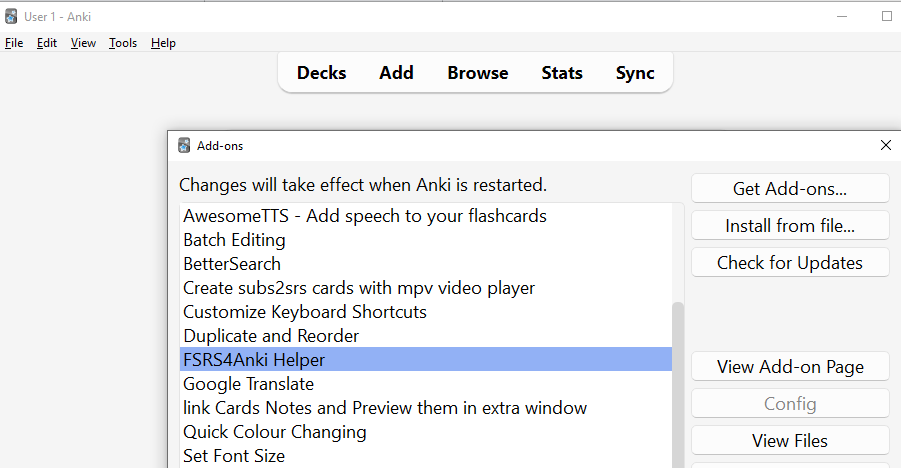 User 1 - Anki
File Edit View Tools Help
Decks Add Browse Stats Sync
Add-ons
Changes will take effect when Anki is restarted.
AwesomeTTS - Add speech to your flashcards
Batch Editing
BetterSearch
Create subs2srs cards with mpv video player
Customize Keyboard Shortcuts
Duplicate and Reorder
FSRS4Anki Helper
Google Translate
link Cards Notes and Preview them in extra window
Quick Colour Changing
Set Font Size
Get Add-ons...
Install from file...
Check for Updates
View Add-on Page
Config
View Files